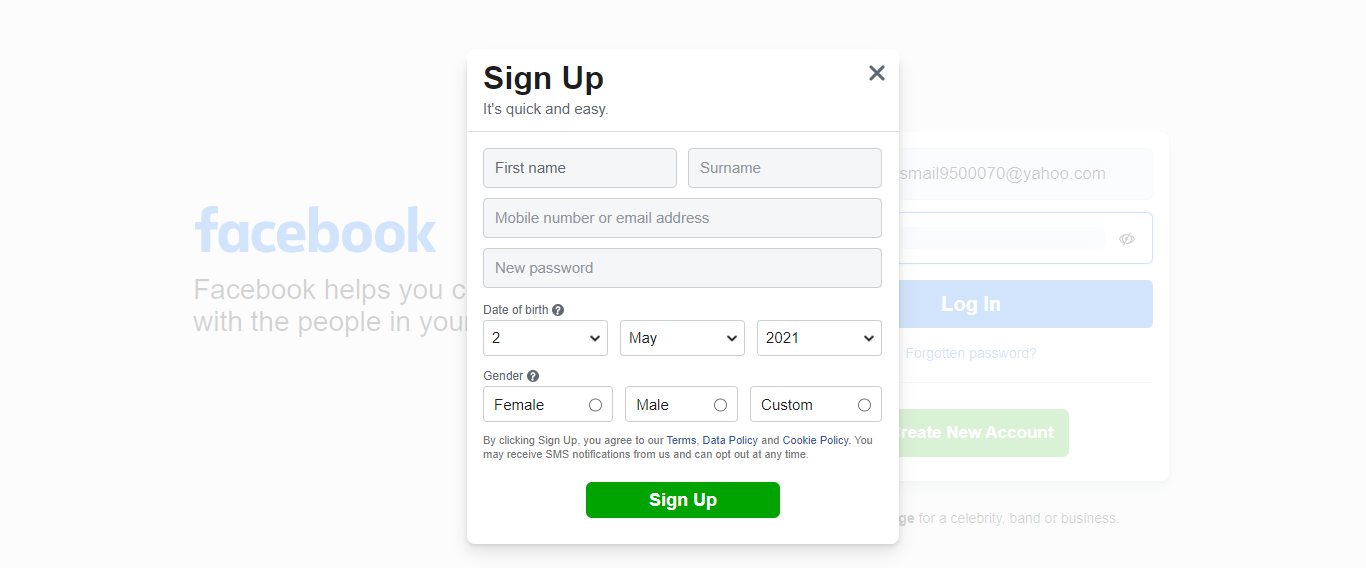 Sign Up
It's quick and easy.
First name
Surname
Mobile number or email address
New password
Date of birth ?
2
May
2021
Gender ?
Female
Male
Custom
By clicking Sign Up, you agree to our Terms, Data Policy and Cookie Policy. You
may receive SMS notifications from us and can opt out at any time.
Sign Up
facebook
Facebook helps you c
with the people in your
smail9500070@yahoo.com
Log In
Forgotten password?
Create New Account
for a celebrity, band or business.